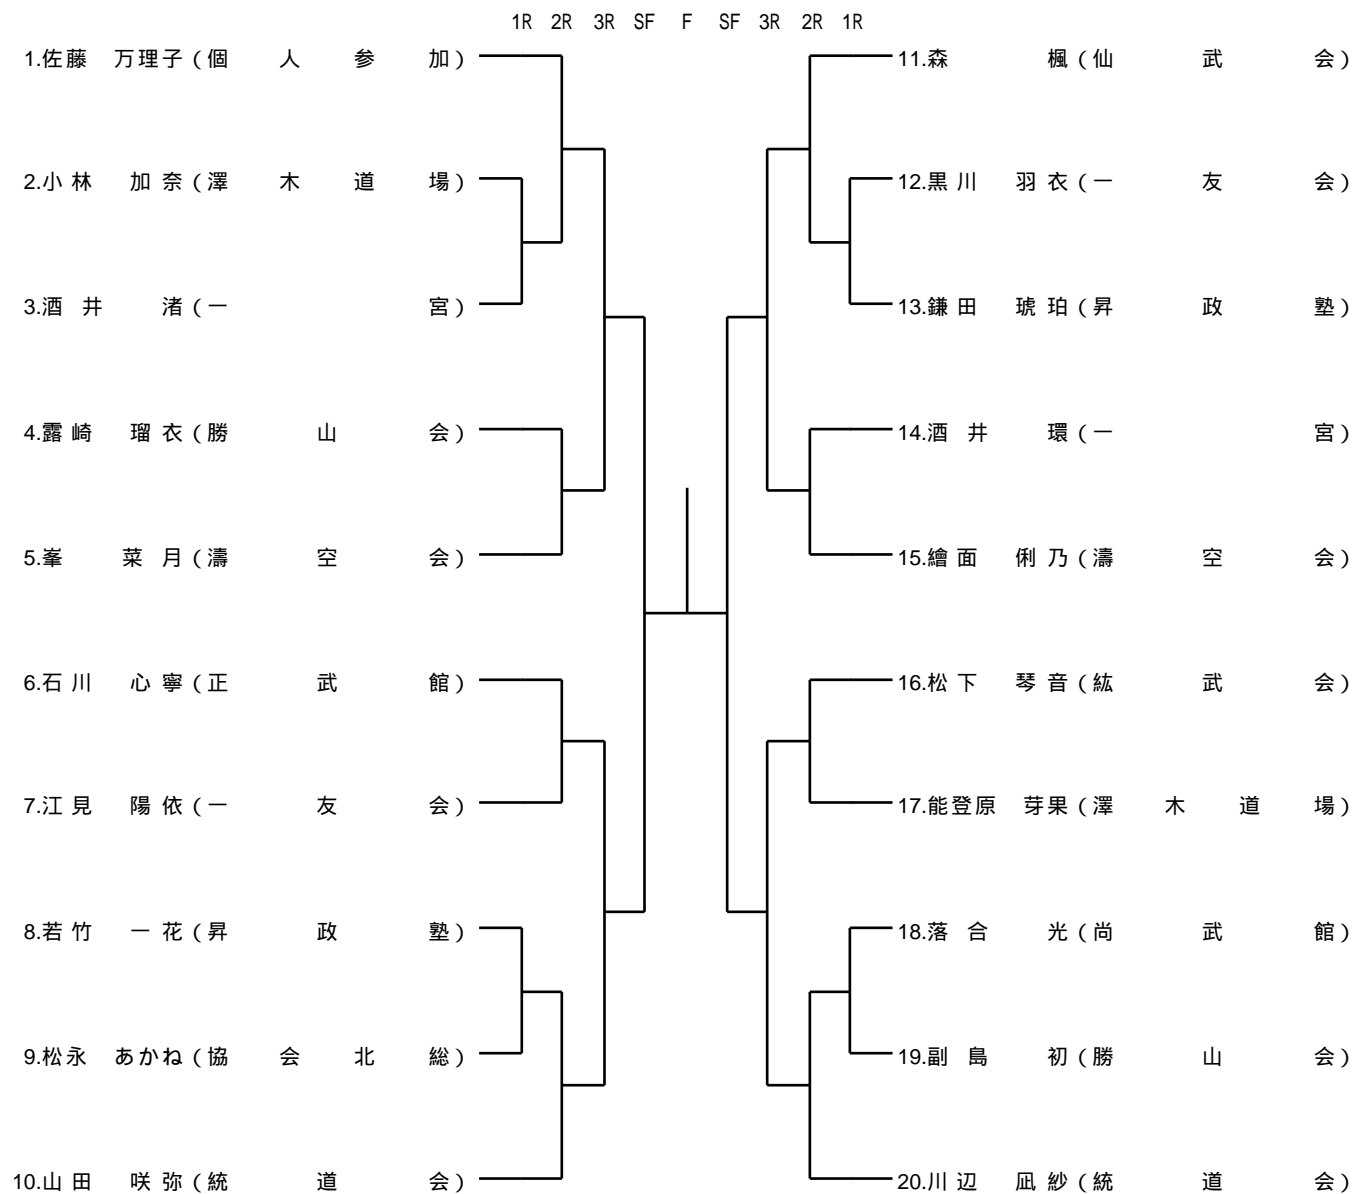 1R 2R 3R SF F SF 3R 2R 1R
1.佐藤 万理子(個人参加)
2.小林 加奈(澤木道場)
3.酒井 渚(一宮)
4.露崎 瑠衣(勝山会)
5.峯 菜月(濤空会)
6.石川 心寧(正武館)
7.江見 陽依(一友会)
8.若竹 一花(昇政塾)
9.松永 あかね(協会北総)
10.山田 咲弥(統道会)
11.森 楓(仙武会)
12.黒川 羽衣(一友会)
13.鎌田 琥珀(昇政塾)
14.酒井 環(一宮)
15.繪面 俐乃(濤空会)
16.松下 琴音(紘武会)
17.能登原 芽果(澤木道場)
18.落合 光(尚武館)
19.副島 初(勝山会)
20.川辺 凪紗(統道会)